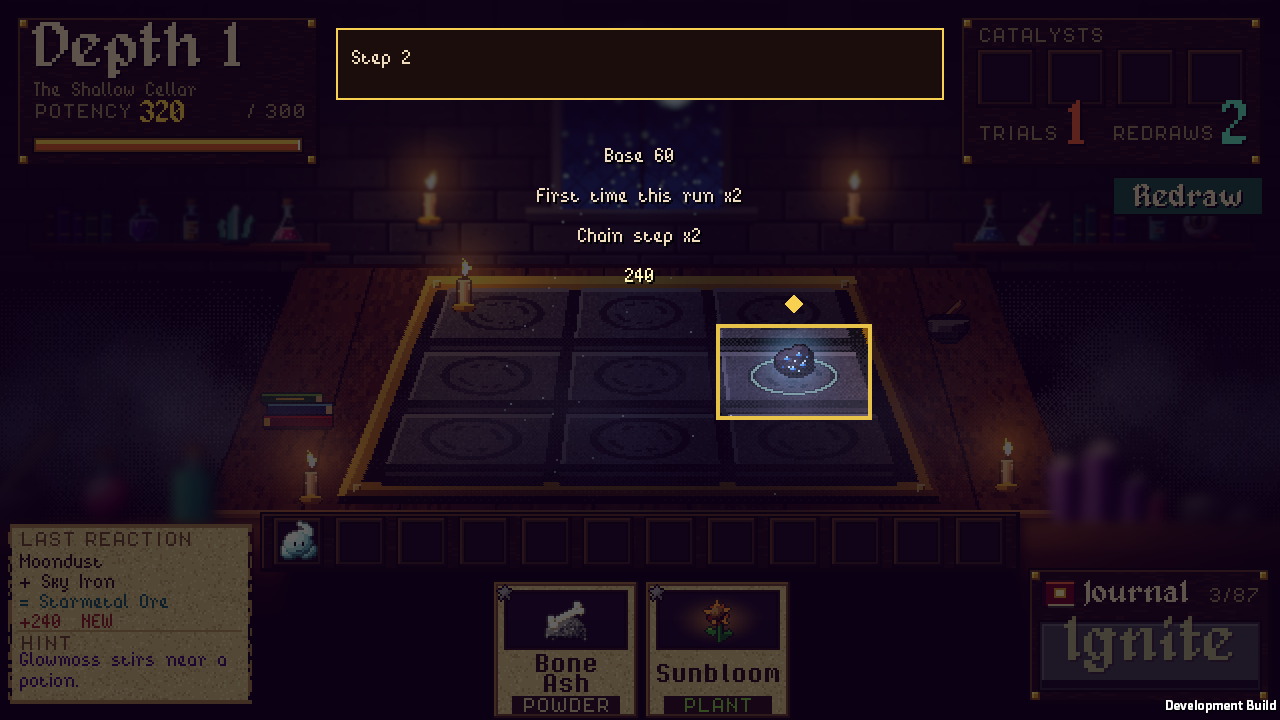 Depth 1
The Shallow Cellar
POTENCY 320 / 300
Step 2
CATALYSTS
TRIALS 1 REDRAWS 2
Redraw
Base 60
First time this run x2
Chain step x2
240
LAST REACTION
Moondust
+ Sky Iron
= Starmetal Ore
+240 NEW
HINT
Glowmoss stirs near a
potion.
Bone
Ash
POWDER
Sunbloom
PLANT
Journal 3/87
Ignite
Development Build